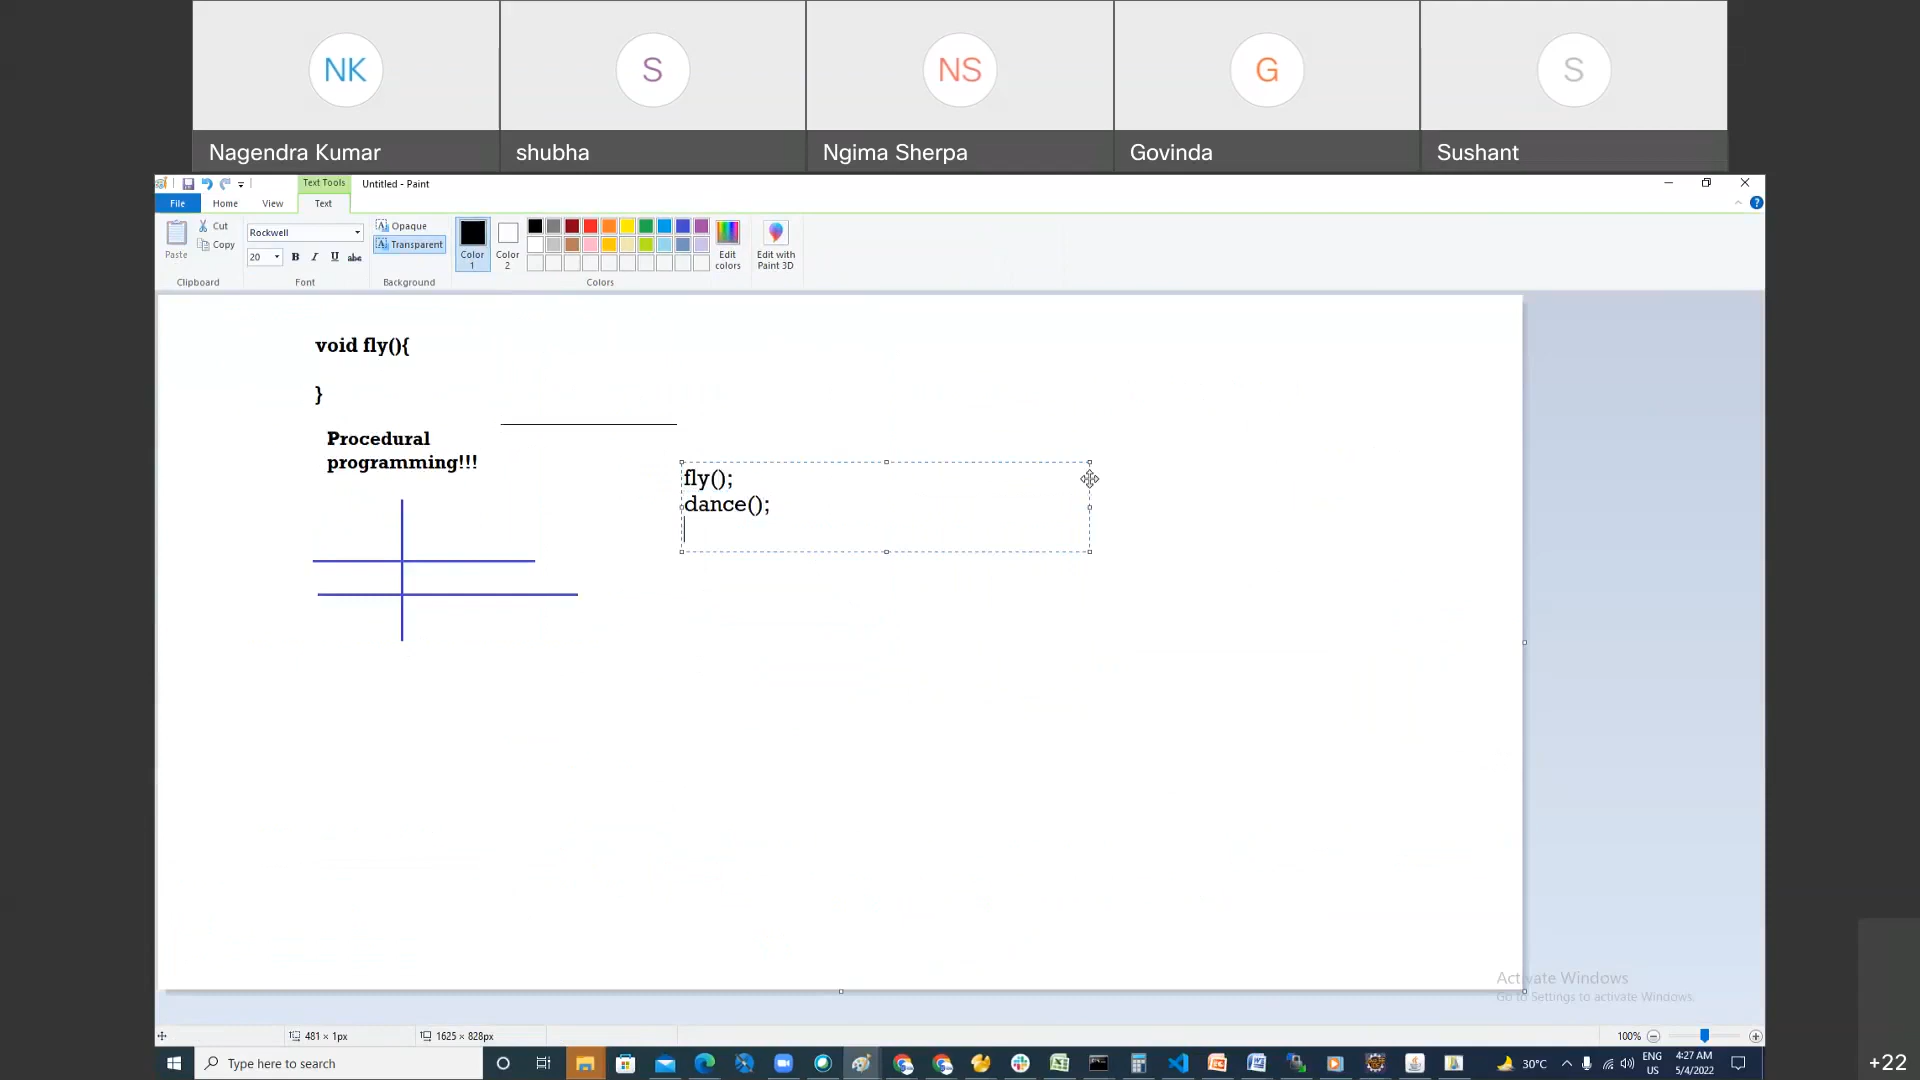 NK
S
NS
G
S
Nagendra Kumar
shubha
Ngima Sherpa
Govinda
Sushant
Text Tools
Untitled - Paint
File
Home
View
Text
?
Paste
Cut
Copy
Clipboard
Rockwell
20
B I U abc
Font
Opaque
Transparent
Background
Color 1
Color 2
Edit colors
Edit with Paint 3D
Colors
void fly(){
}
Procedural
programming!!!
fly();
dance();
Activate Windows
Go to Settings to activate Windows.
481 × 1px
1625 × 828px
100%
Type here to search
30°C
ENG
US
4:27 AM
5/4/2022
+22